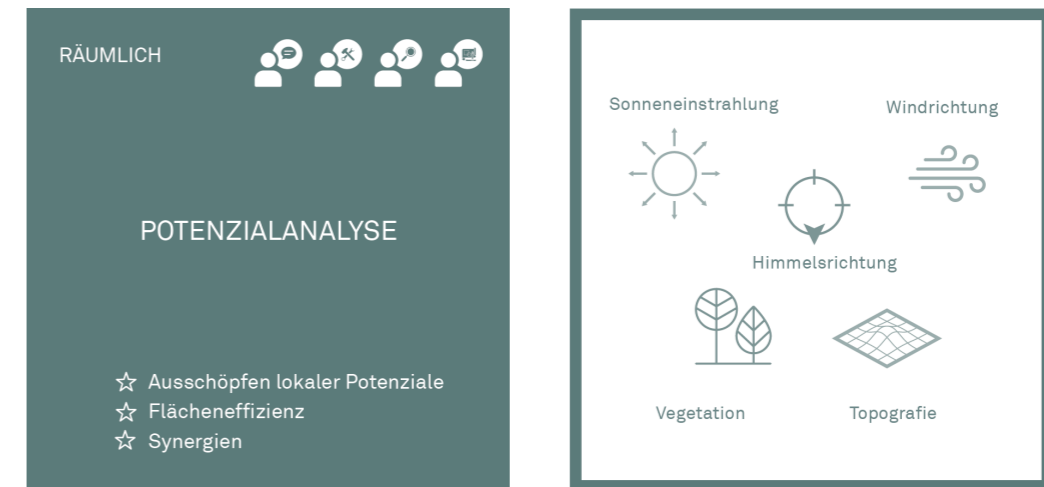 RÄUMLICH
POTENZIALANALYSE
Ausschöpfen lokaler Potenziale
Flächeneffizienz
Synergien
Sonneneinstrahlung
Windrichtung
Himmelsrichtung
Vegetation
Topografie